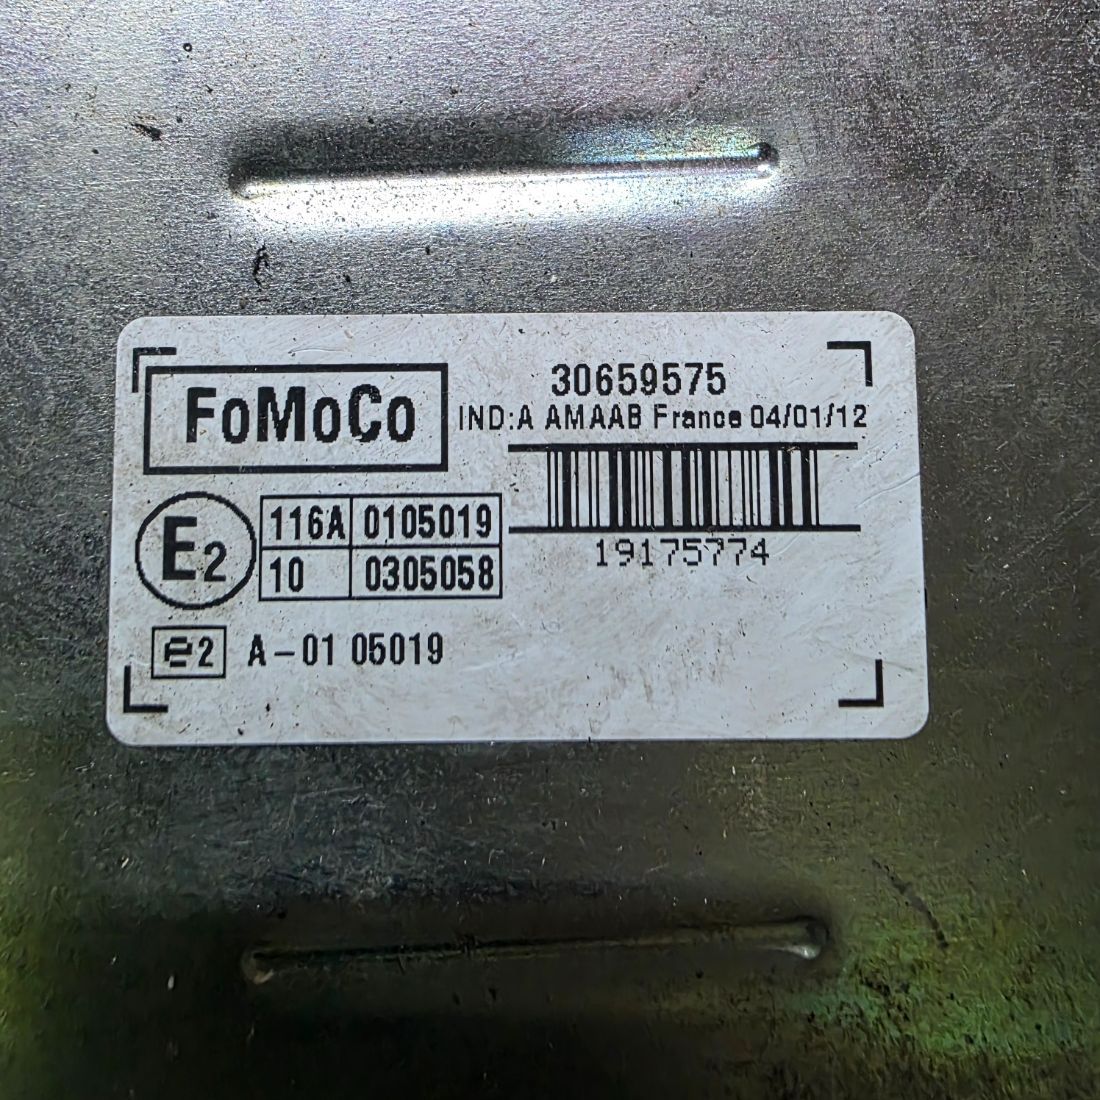 FoMoCo
30659575
IND:A AMAAB France 04/01/12
E2
116A 0105019
10 0305058
19175774
e2 A-01 05019